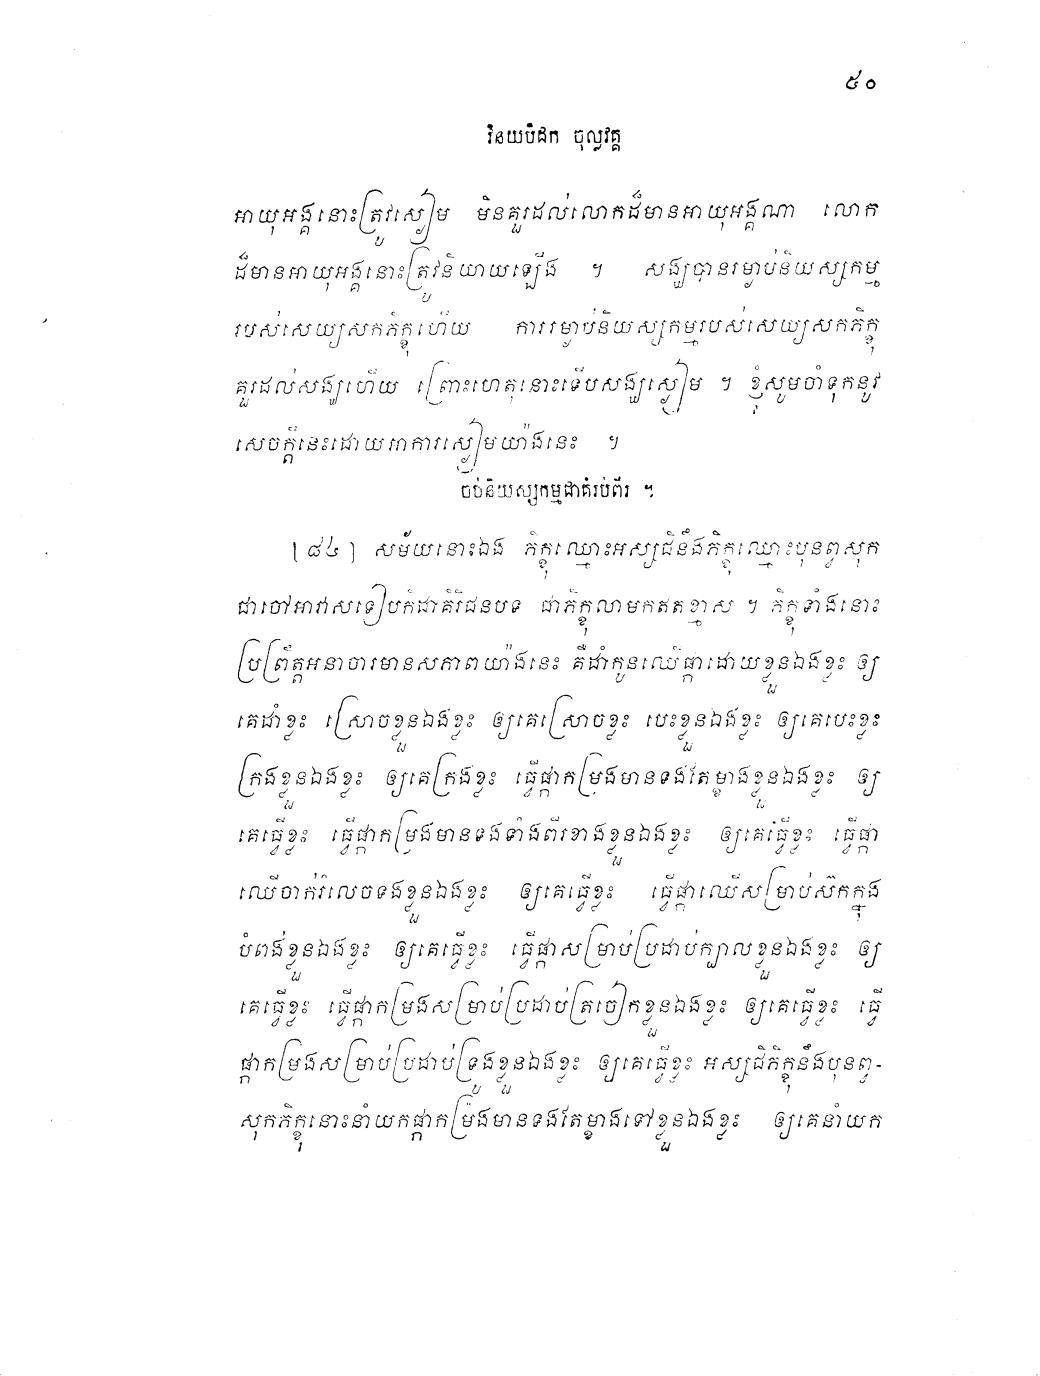 ៥០
វិនយបិដក ចុល្លវគ្គ
អាយុអង្គនោះត្រូវស្ងៀម មិនគួរដល់លោកដ៏មានអាយុអង្គណា លោក
ដ៏មានអាយុអង្គនោះត្រូវនិយាយឡើង ។ សង្ឃបានរម្ងាប់និយស្សកម្ម
របស់សេយ្យសកភិក្ខុហើយ ការរម្ងាប់និយស្សកម្មរបស់សេយ្យសកភិក្ខុ
គួរដល់សង្ឃហើយ ព្រោះហេតុនោះទើបសង្ឃស្ងៀម ។ ខ្ញុំសូមចាំទុកនូវ
សេចក្តីនេះដោយអាការស្ងៀមយ៉ាងនេះ ។
ចប់និយស្សកម្មជាគំរប់ពីរ ។
[៨៤] សម័យនោះឯង ភិក្ខុឈ្មោះអស្សជិនឹងភិក្ខុឈ្មោះបុនព្វសុក
ជាចៅអាវាសទៀបក៏ដាគិរីជនបទ ជាភិក្ខុលាមកឥតខ្មាស ។ ភិក្ខុទាំងនោះ
ប្រព្រឹត្តអនាចារមានសភាពយ៉ាងនេះ គឺដាំកូនឈើផ្កាដោយខ្លួនឯងខ្លះ ឲ្យ
គេដាំខ្លះ ស្រោចខ្លួនឯងខ្លះ ឲ្យគេស្រោចខ្លះ បេះខ្លួនឯងខ្លះ ឲ្យគេបេះខ្លះ
ក្រងខ្លួនឯងខ្លះ ឲ្យគេក្រងខ្លះ ធ្វើផ្កាកម្រងមានទងតែម្ខាងខ្លួនឯងខ្លះ ឲ្យ
គេធ្វើខ្លះ ធ្វើផ្កាកម្រងមានទងទាំងពីរខាងខ្លួនឯងខ្លះ ឲ្យគេធ្វើខ្លះ ធ្វើផ្កា
ឈើចាក់រំលេចទងខ្លួនឯងខ្លះ ឲ្យគេធ្វើខ្លះ ធ្វើផ្កាឈើសម្រាប់ស៊កក្នុង
បំពង់ខ្លួនឯងខ្លះ ឲ្យគេធ្វើខ្លះ ធ្វើផ្កាសម្រាប់ប្រដាប់ក្បាលខ្លួនឯងខ្លះ ឲ្យ
គេធ្វើខ្លះ ធ្វើផ្កាកម្រងសម្រាប់ប្រដាប់ត្រចៀកខ្លួនឯងខ្លះ ឲ្យគេធ្វើខ្លះ ធ្វើ
ផ្កាកម្រងសម្រាប់ប្រដាប់ទ្រូងខ្លួនឯងខ្លះ ឲ្យគេធ្វើខ្លះ អស្សជិភិក្ខុនឹងបុនព្វ-
សុកភិក្ខុនោះនាំយកផ្កាកម្រងមានទងតែម្ខាងទៅខ្លួនឯងខ្លះ ឲ្យគេនាំយក